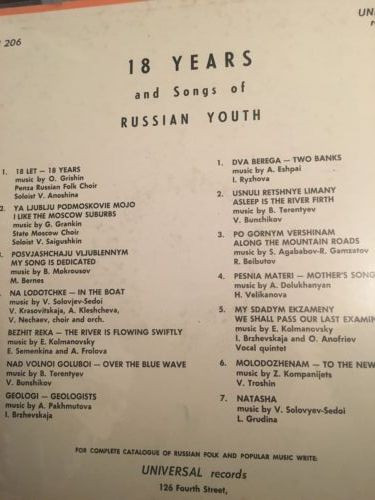 206
UN
18 YEARS
and Songs of
RUSSIAN YOUTH
1. 18 LET — 18 YEARS
music by O. Grishin
Penza Russian Folk Choir
Soloist V. Anoshina
2. YA LJUBLJU PODMOSKOVIE MOJO
I LIKE THE MOSCOW SUBURBS
music by G. Grankin
State Moscow Choir
Soloist V. Saigushkin
POSVJASHCHAJU VLJUBLENNYM
MY SONG IS DEDICATED
music by B. Mokrousov
M. Bernes
NA LODOTCHKE — IN THE BOAT
music by V. Solovjev-Sedoi
V. Krasovitskaja, A. Kleshcheva,
V. Nechaev, choir and orch.
BEZHIT REKA — THE RIVER IS FLOWING SWIFTLY
music by E. Kolmanovsky
E. Semenkina and A. Frolova
NAD VOLNOI GOLUBOI — OVER THE BLUE WAVE
music by B. Terentyev
V. Bunshikov
GEOLOGI — GEOLOGISTS
music by A. Pakhmutova
I. Brzhevskaja
1. DVA BEREGA — TWO BANKS
music by A. Eshpai
I. Ryzhova
2. USNULI RETSHNYE LIMANY
ASLEEP IS THE RIVER FIRTH
music by B. Terentyev
V. Bunchikov
3. PO GORNYM VERSHINAM
ALONG THE MOUNTAIN ROADS
music by S. Agababov-R. Gamzatov
R. Beibutov
4. PESNIA MATERI — MOTHER'S SONG
music by A. Dolukhanyan
H. Velikanova
5. MY SDADYM EKZAMENY
WE SHALL PASS OUR LAST EXAMIN
music by E. Kolmanovsky
I. Brzhevskaja and O. Anofriev
Vocal quintet
6. MOLODOZHENAM — TO THE NEW
music by Z. Kompanijets
V. Troshin
7. NATASHA
music by V. Solovyev-Sedoi
L. Grudina
FOR COMPLETE CATALOGUE OF RUSSIAN FOLK AND POPULAR MUSIC WRITE:
UNIVERSAL records
126 Fourth Street,